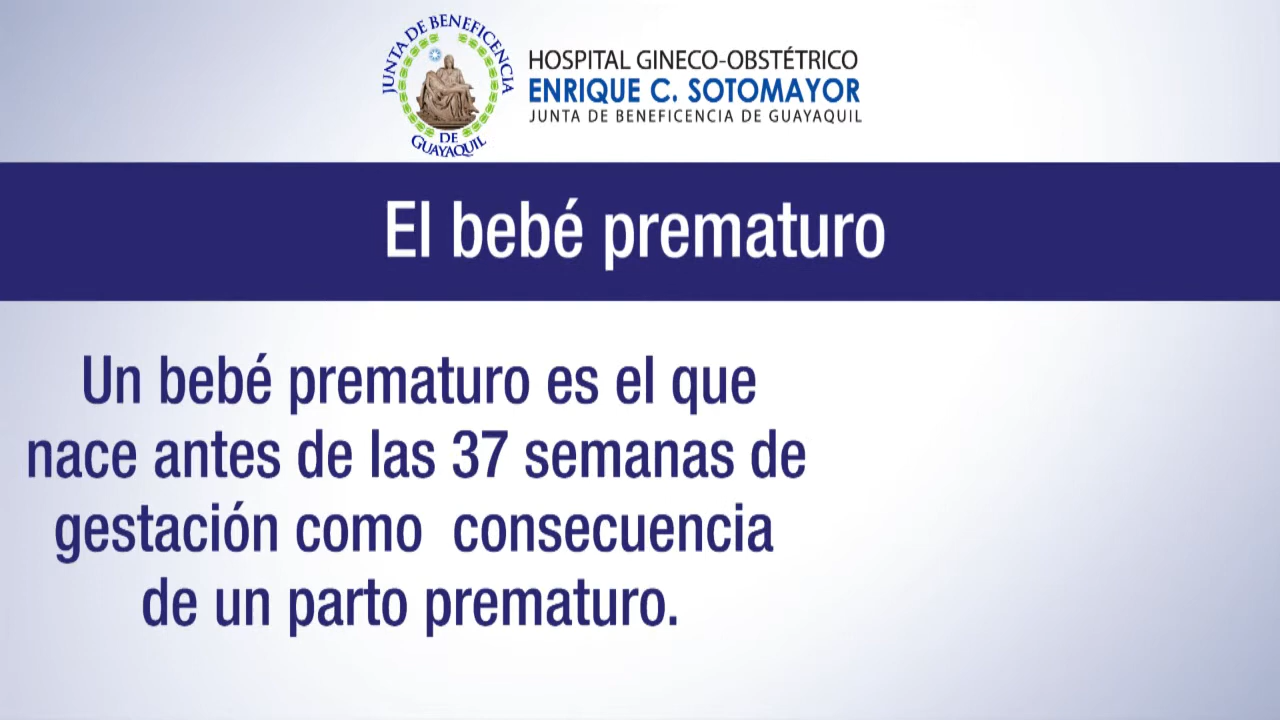 JUNTA DE BENEFICENCIA
DE
GUAYAQUIL
HOSPITAL GINECO-OBSTÉTRICO
ENRIQUE C. SOTOMAYOR
JUNTA DE BENEFICENCIA DE GUAYAQUIL
El bebé prematuro
Un bebé prematuro es el que
nace antes de las 37 semanas de
gestación como  consecuencia
de un parto prematuro.